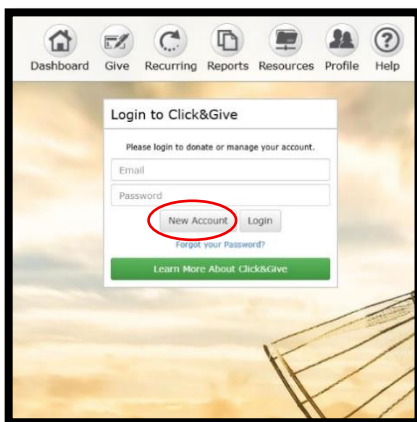 Dashboard Give Recurring Reports Resources Profile Help
Login to Click&Give
Please login to donate or manage your account.
Email
Password
New Account Login
Forgot your Password?
Learn More About Click&Give